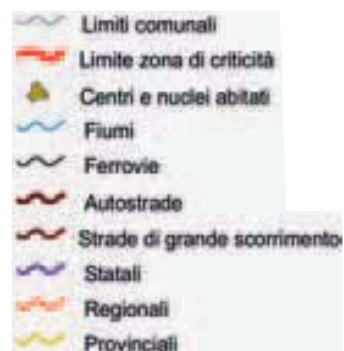 Limiti comunali
Limite zona di criticità
Centri e nuclei abitati
Fiumi
Ferrovie
Autostrade
Strade di grande scorrimento
Statali
Regionali
Provinciali